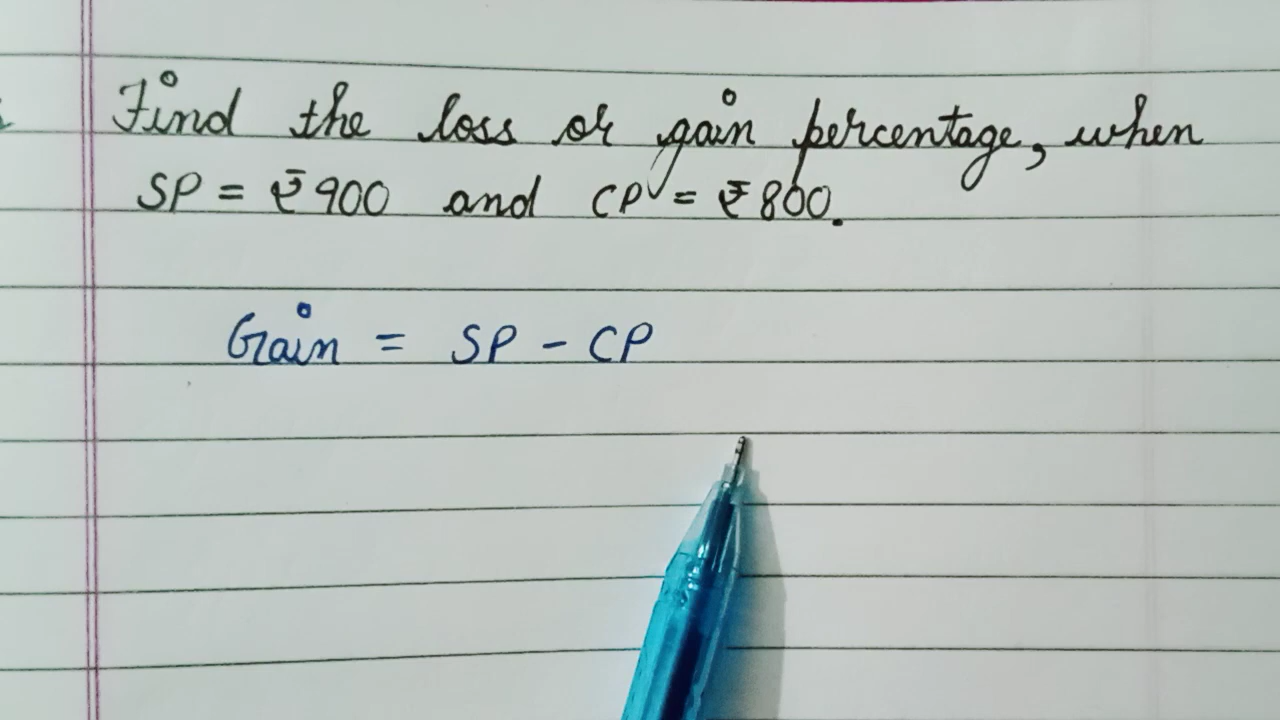 Find the loss or gain percentage, when
SP = ₹900 and CP = ₹800.
Gain = SP - CP